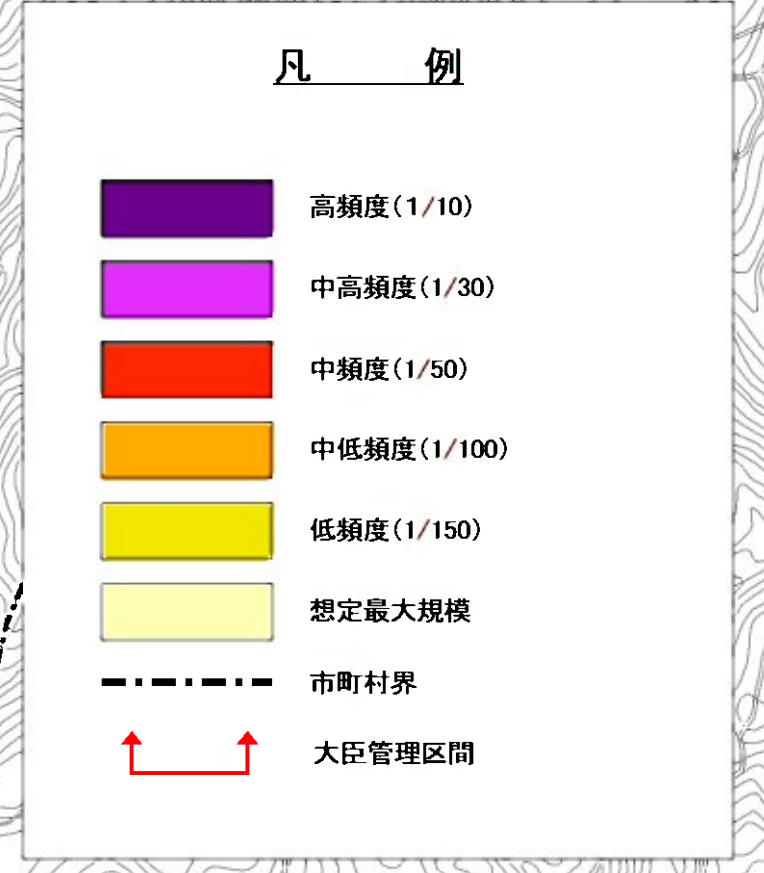 凡　例
高頻度(1/10)
中高頻度(1/30)
中頻度(1/50)
中低頻度(1/100)
低頻度(1/150)
想定最大規模
市町村界
大臣管理区間